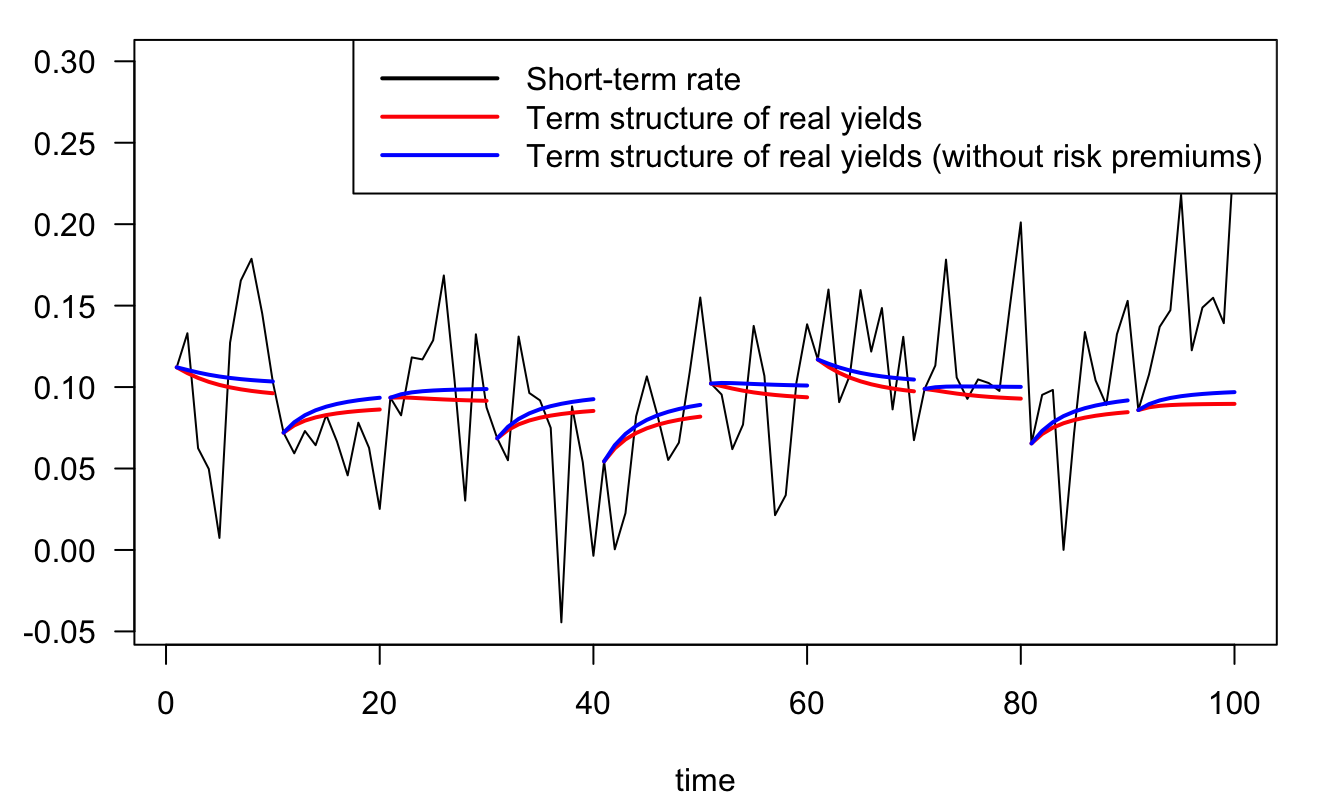 0.30
0.25
0.20
0.15
0.10
0.05
0.00
-0.05
Short-term rate
Term structure of real yields
Term structure of real yields (without risk premiums)
0 20 40 60 80 100
time